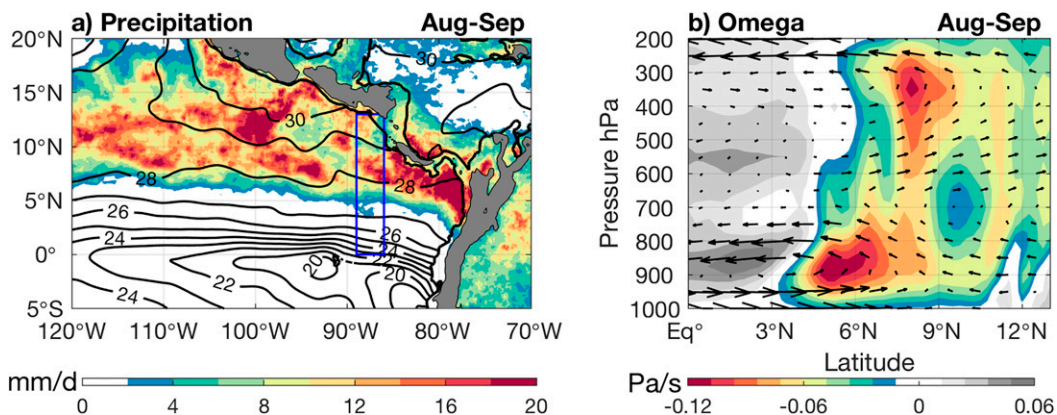 a) Precipitation Aug-Sep
20°N
15°N
10°N
5°N
0°
5°S
120°W 110°W 100°W 90°W 80°W 70°W
30
30
30
28
28
26
26
24
24
24
22
20
20
mm/d
0 4 8 12 16 20
b) Omega Aug-Sep
Pressure hPa
200
300
400
500
600
700
800
900
1000
Eq° 3°N 6°N 9°N 12°N
Latitude
Pa/s
-0.12 -0.06 0 0.06